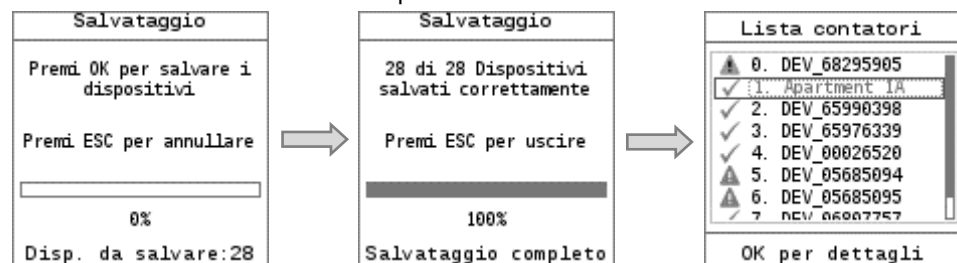 Salvataggio
Premi OK per salvare i
dispositivi
Premi ESC per annullare
0%
Disp. da salvare:28
Salvataggio
28 di 28 Dispositivi
salvati correttamente
Premi ESC per uscire
100%
Salvataggio completo
Lista contatori
0. DEV_68295905
1. Apartment 1A
2. DEV_65990398
3. DEV_65976339
4. DEV_00026520
5. DEV_05685094
6. DEV_05685095
7. DEV_06807757
OK per dettagli